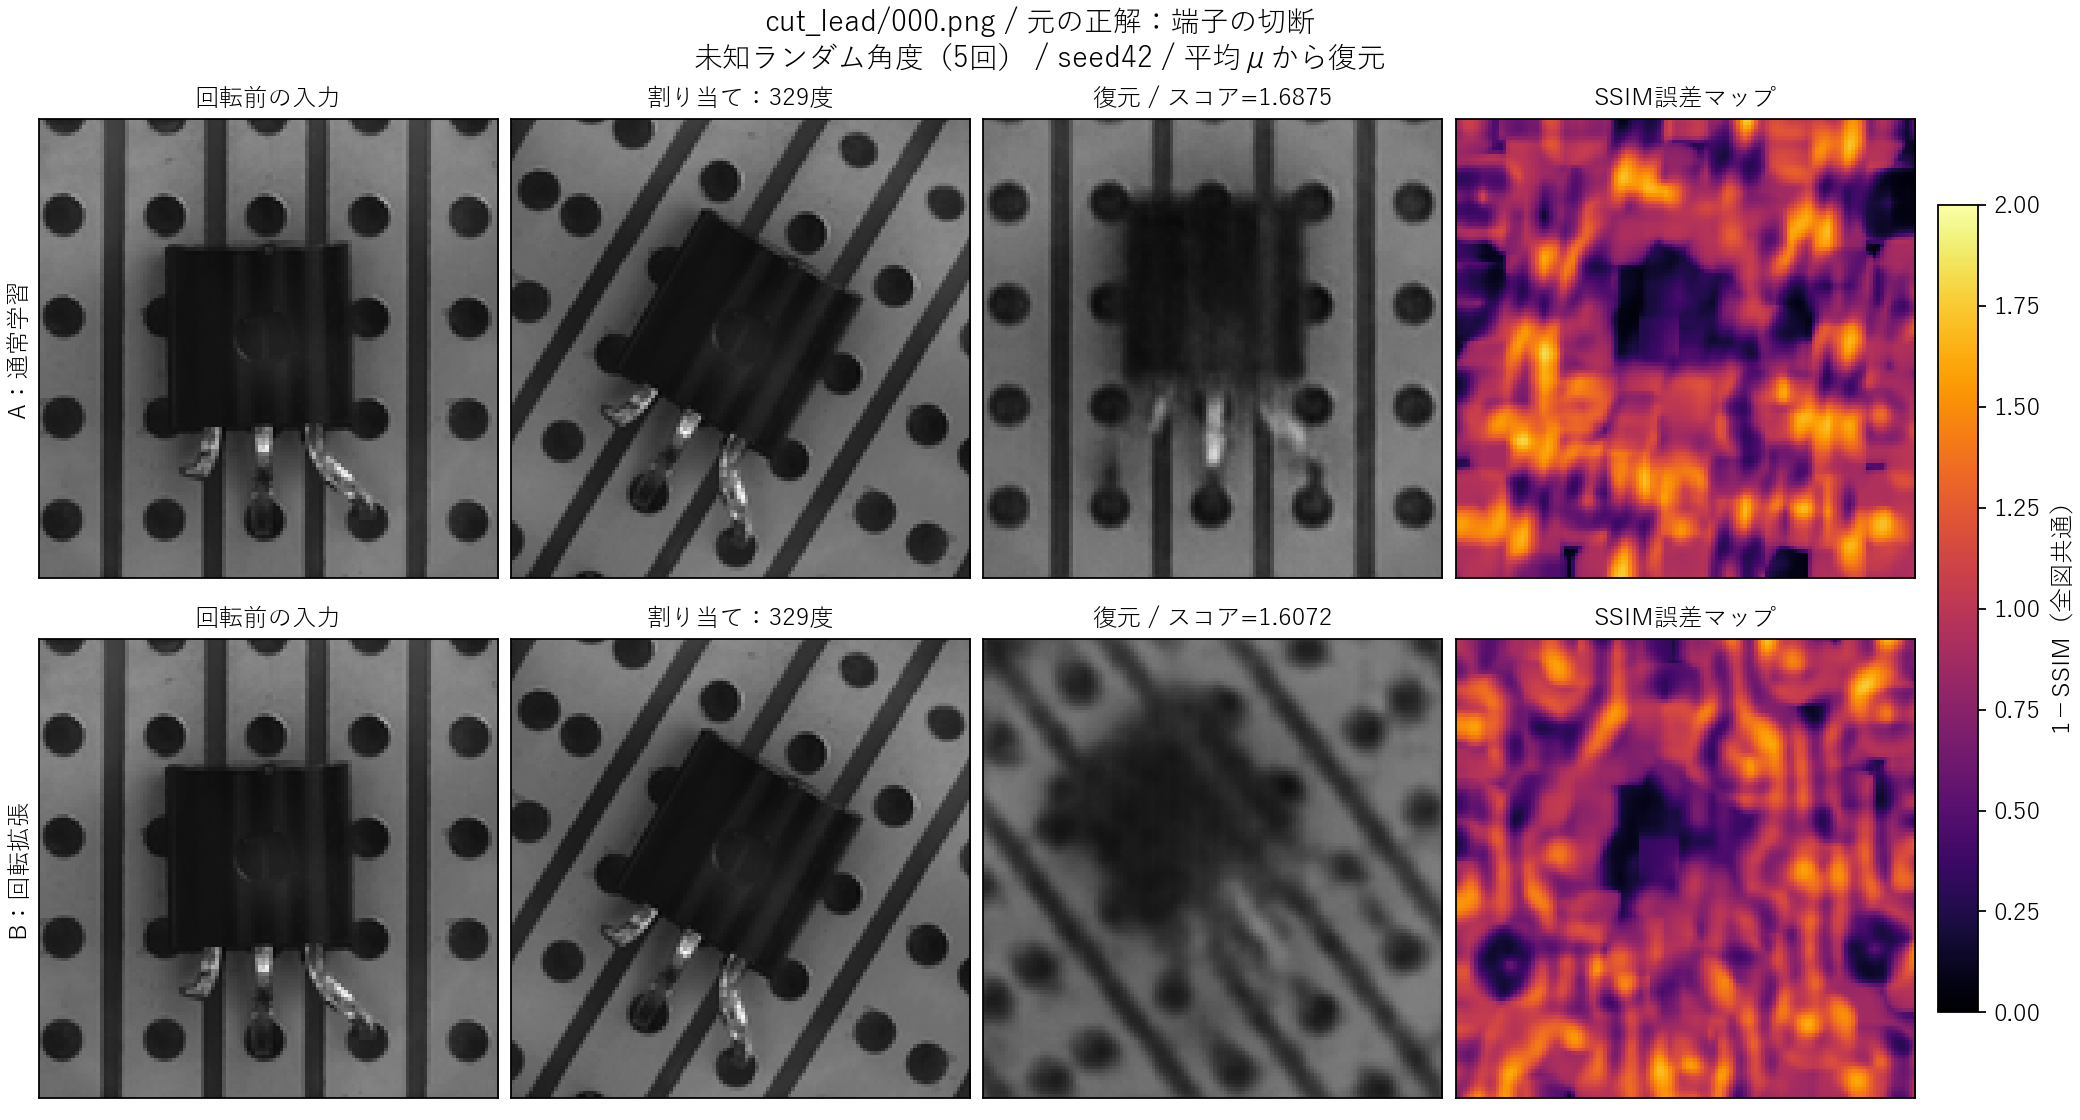 cut_lead/000.png / 元の正解：端子の切断
未知ランダム角度（5回） / seed42 / 平均μから復元
回転前の入力
割り当て：329度
復元 / スコア=1.6875
SSIM誤差マップ
A：通常学習
回転前の入力
割り当て：329度
復元 / スコア=1.6072
SSIM誤差マップ
B：回転拡張
2.00
1.75
1.50
1.25
1.00
0.75
0.50
0.25
0.00
1－SSIM（全図共通）